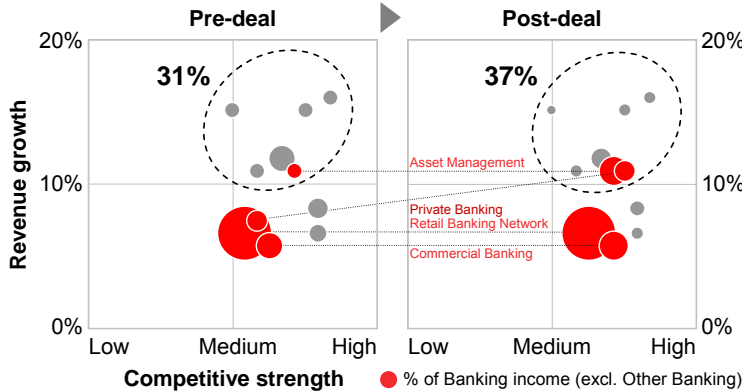 Pre-deal
Post-deal
20%
20%
31%
37%
Revenue growth
Asset Management
10%
10%
Private Banking
Retail Banking Network
Commercial Banking
0%
0%
Low
Medium
High
Low
Medium
High
Competitive strength
% of Banking income (excl. Other Banking)